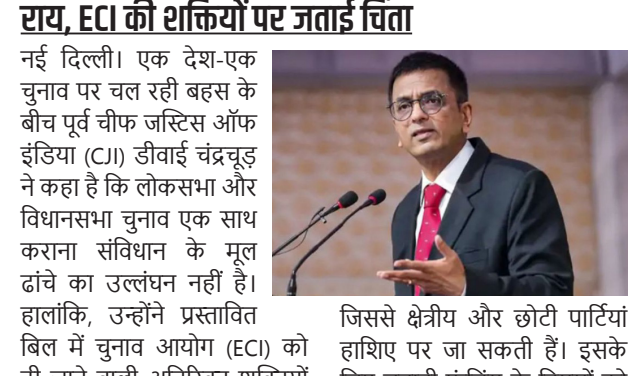 राय, ECI की शक्तियों पर जताई चिंता
नई दिल्ली। एक देश-एक
चुनाव पर चल रही बहस के
बीच पूर्व चीफ जस्टिस ऑफ
इंडिया (CJI) डीवाई चंद्रचूड़
ने कहा है कि लोकसभा और
विधानसभा चुनाव एक साथ
कराना संविधान के मूल
ढांचे का उल्लंघन नहीं है।
हालांकि, उन्होंने प्रस्तावित
बिल में चुनाव आयोग (ECI) को
जिससे क्षेत्रीय और छोटी पार्टियां
हाशिए पर जा सकती हैं। इसके